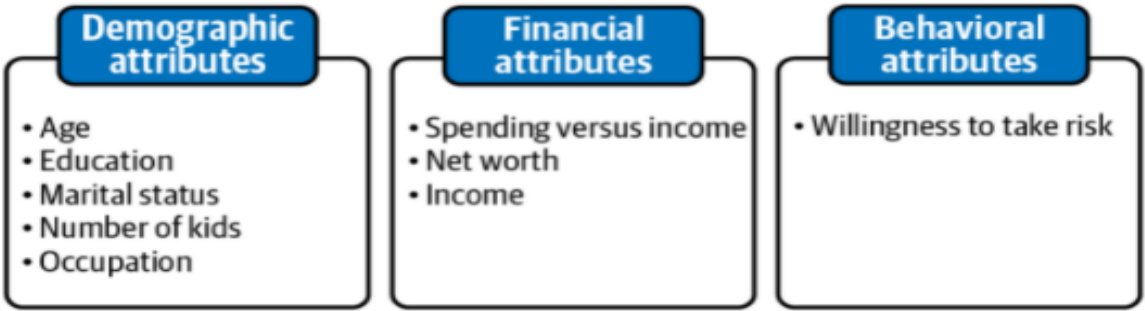 Demographic
attributes
• Age
• Education
• Marital status
• Number of kids
• Occupation
Financial
attributes
• Spending versus income
• Net worth
• Income
Behavioral
attributes
• Willingness to take risk